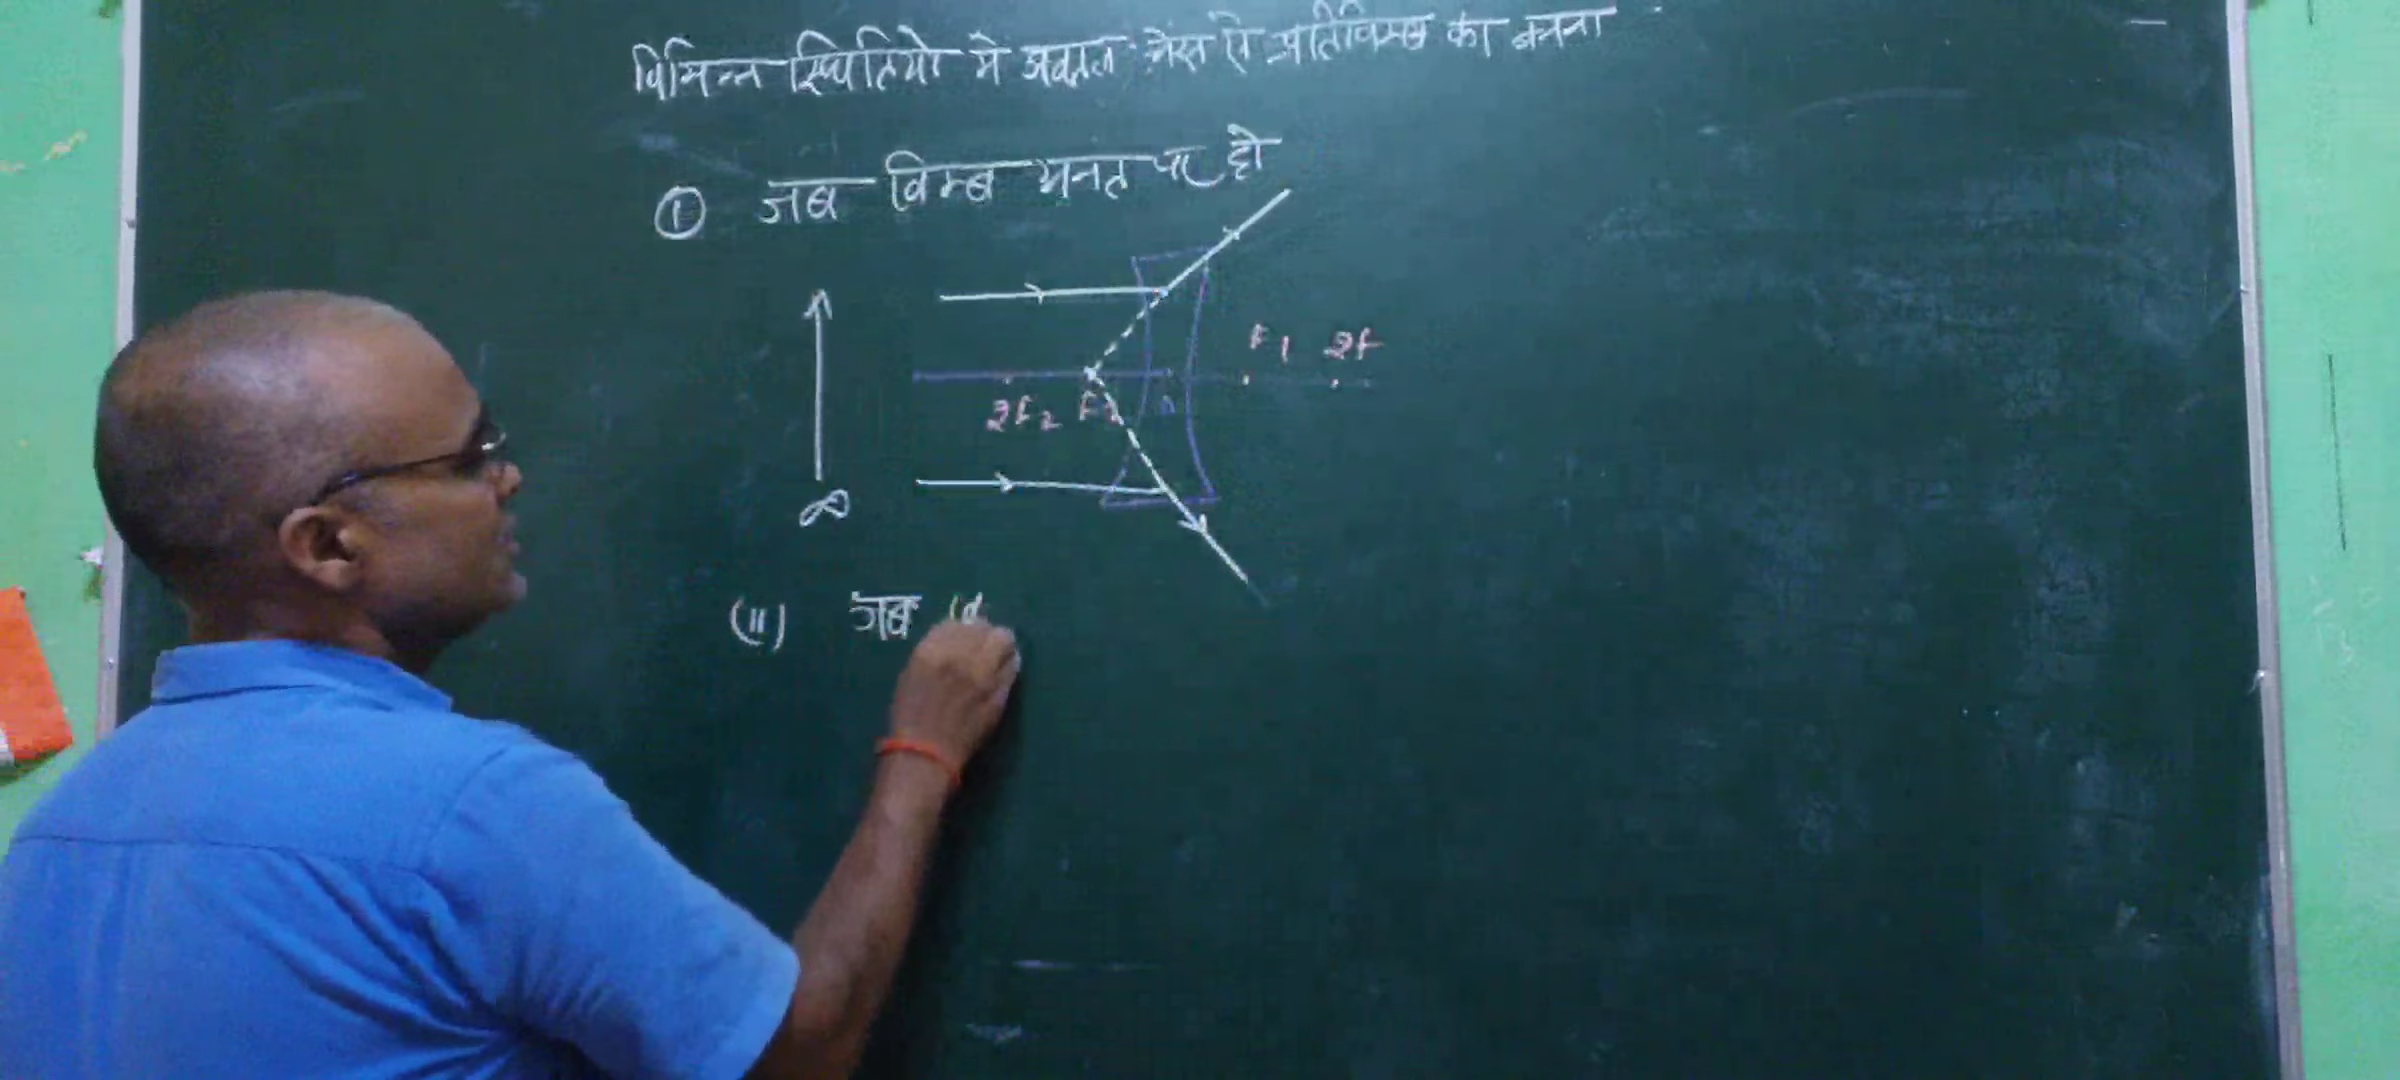 विभिन्न स्थितियो मे अवतल लेंस से प्रतिविम्ब का बनना
① जब विम्ब अनन्त पर हो
F₁ 2F
2F₂ F₂
∞
(ii) जब